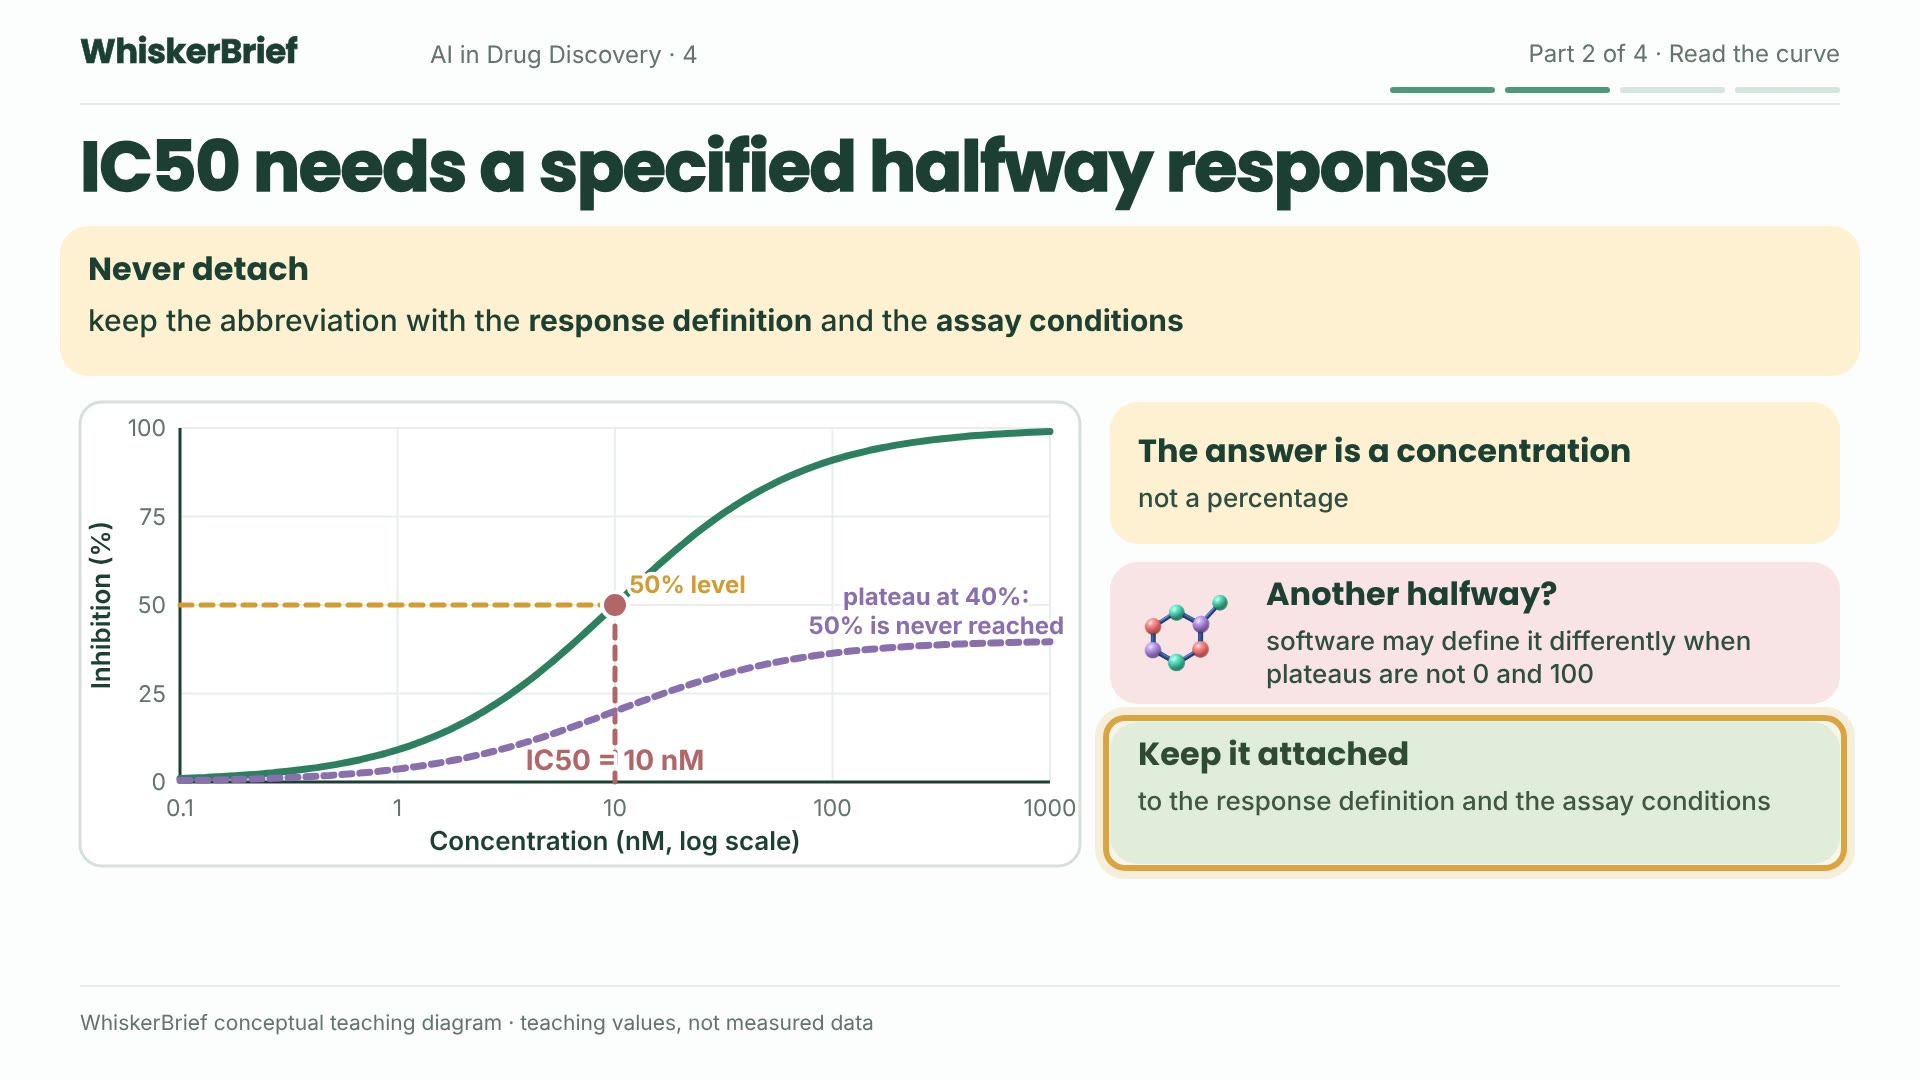 WhiskerBrief
AI in Drug Discovery · 4
Part 2 of 4 · Read the curve
IC50 needs a specified halfway response
Never detach
keep the abbreviation with the response definition and the assay conditions
100
75
50
25
0
Inhibition (%)
50% level
plateau at 40%:
50% is never reached
IC50 = 10 nM
0.1
1
10
100
1000
Concentration (nM, log scale)
The answer is a concentration
not a percentage
Another halfway?
software may define it differently when
plateaus are not 0 and 100
Keep it attached
to the response definition and the assay conditions
WhiskerBrief conceptual teaching diagram · teaching values, not measured data